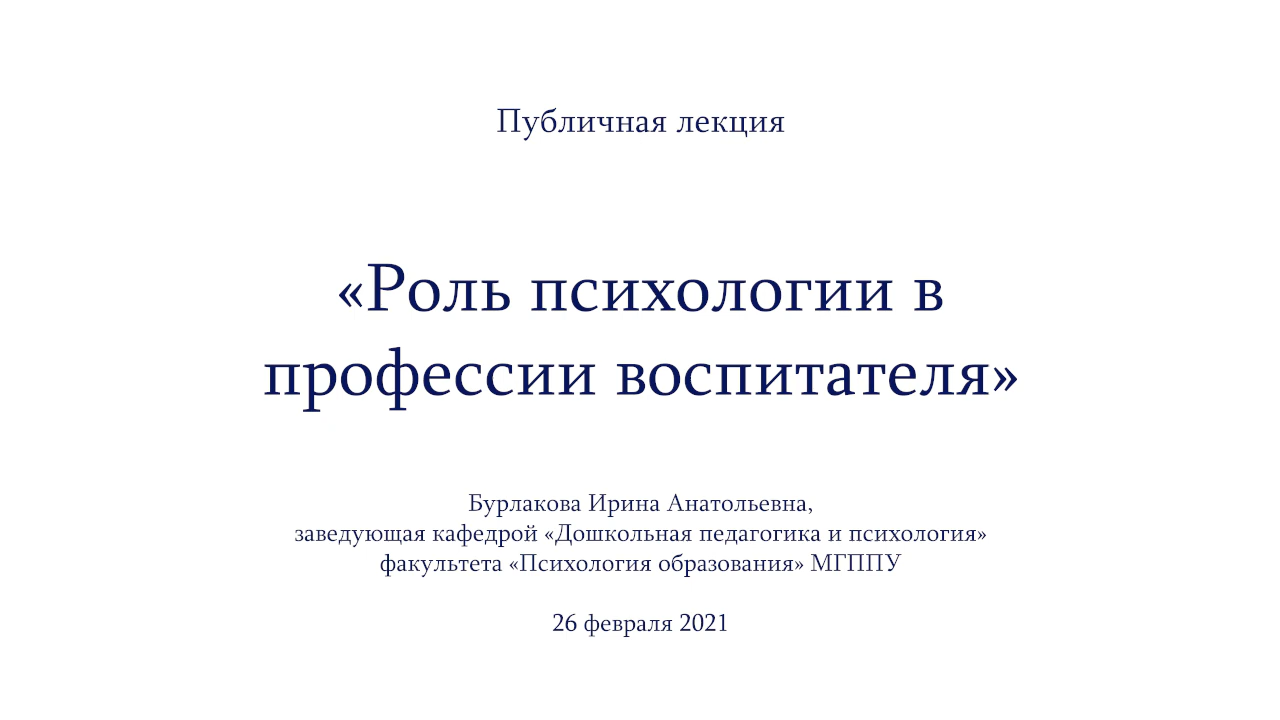 Публичная лекция
«Роль психологии в
профессии воспитателя»
Бурлакова Ирина Анатольевна,
заведующая кафедрой «Дошкольная педагогика и психология»
факультета «Психология образования» МГППУ
26 февраля 2021